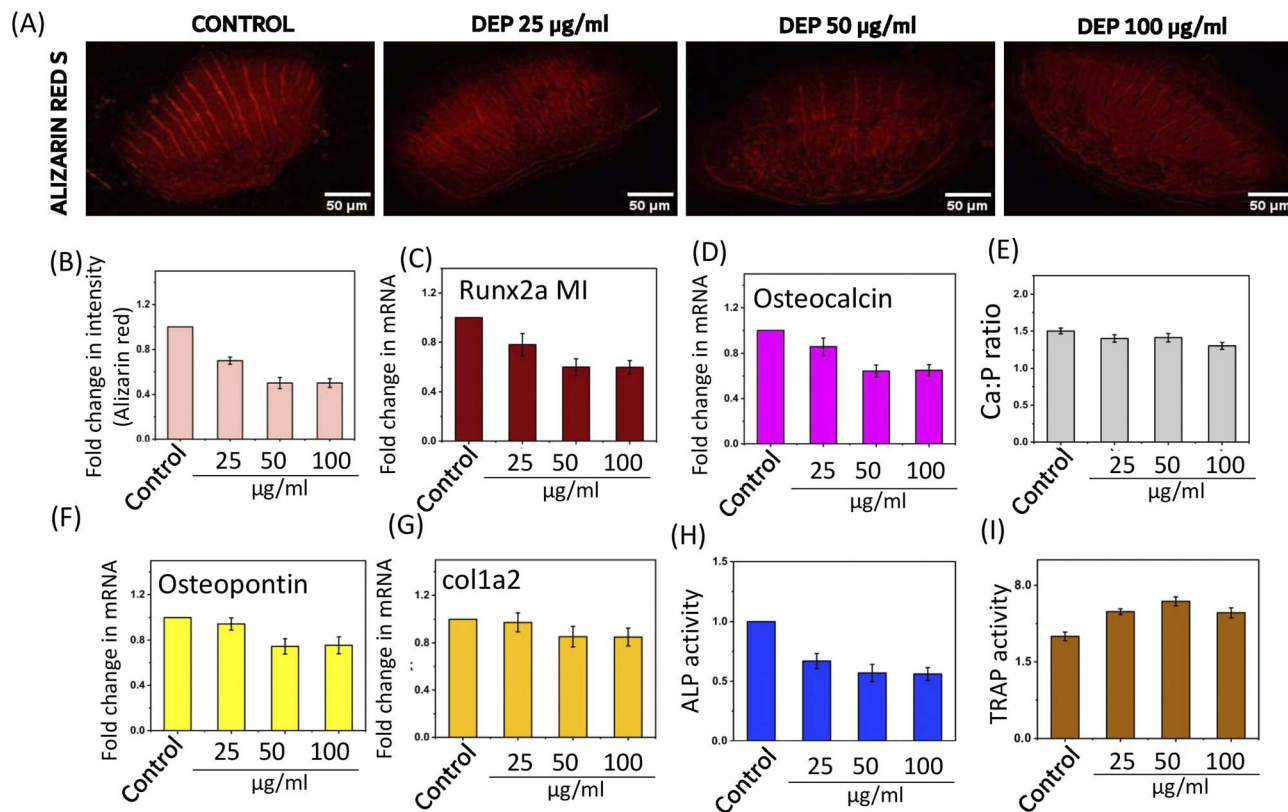 (A)
CONTROL
DEP 25 µg/ml
DEP 50 µg/ml
DEP 100 µg/ml
ALIZARIN RED S
50 µm
50 µm
50 µm
50 µm
(B)
Fold change in intensity
(Alizarin red)
1.2
0.8
0.4
0.0
Control
25 50 100
µg/ml
(C)
Fold change in mRNA
Runx2a MI
1.2
0.8
0.4
0.0
Control
25 50 100
µg/ml
(D)
Fold change in mRNA
Osteocalcin
1.2
0.8
0.4
0.0
Control
25 50 100
µg/ml
(E)
Ca:P ratio
2.0
1.5
1.0
0.5
0.0
Control
25 50 100
µg/ml
(F)
Fold change in mRNA
Osteopontin
1.2
0.8
0.4
0.0
Control
25 50 100
µg/ml
(G)
Fold change in mRNA
col1a2
1.2
0.8
0.4
0.0
Control
25 50 100
µg/ml
(H)
ALP activity
1.5
1.0
0.5
0.0
Control
25 50 100
µg/ml
(I)
TRAP activity
8.0
1.5
0.0
Control
25 50 100
µg/ml